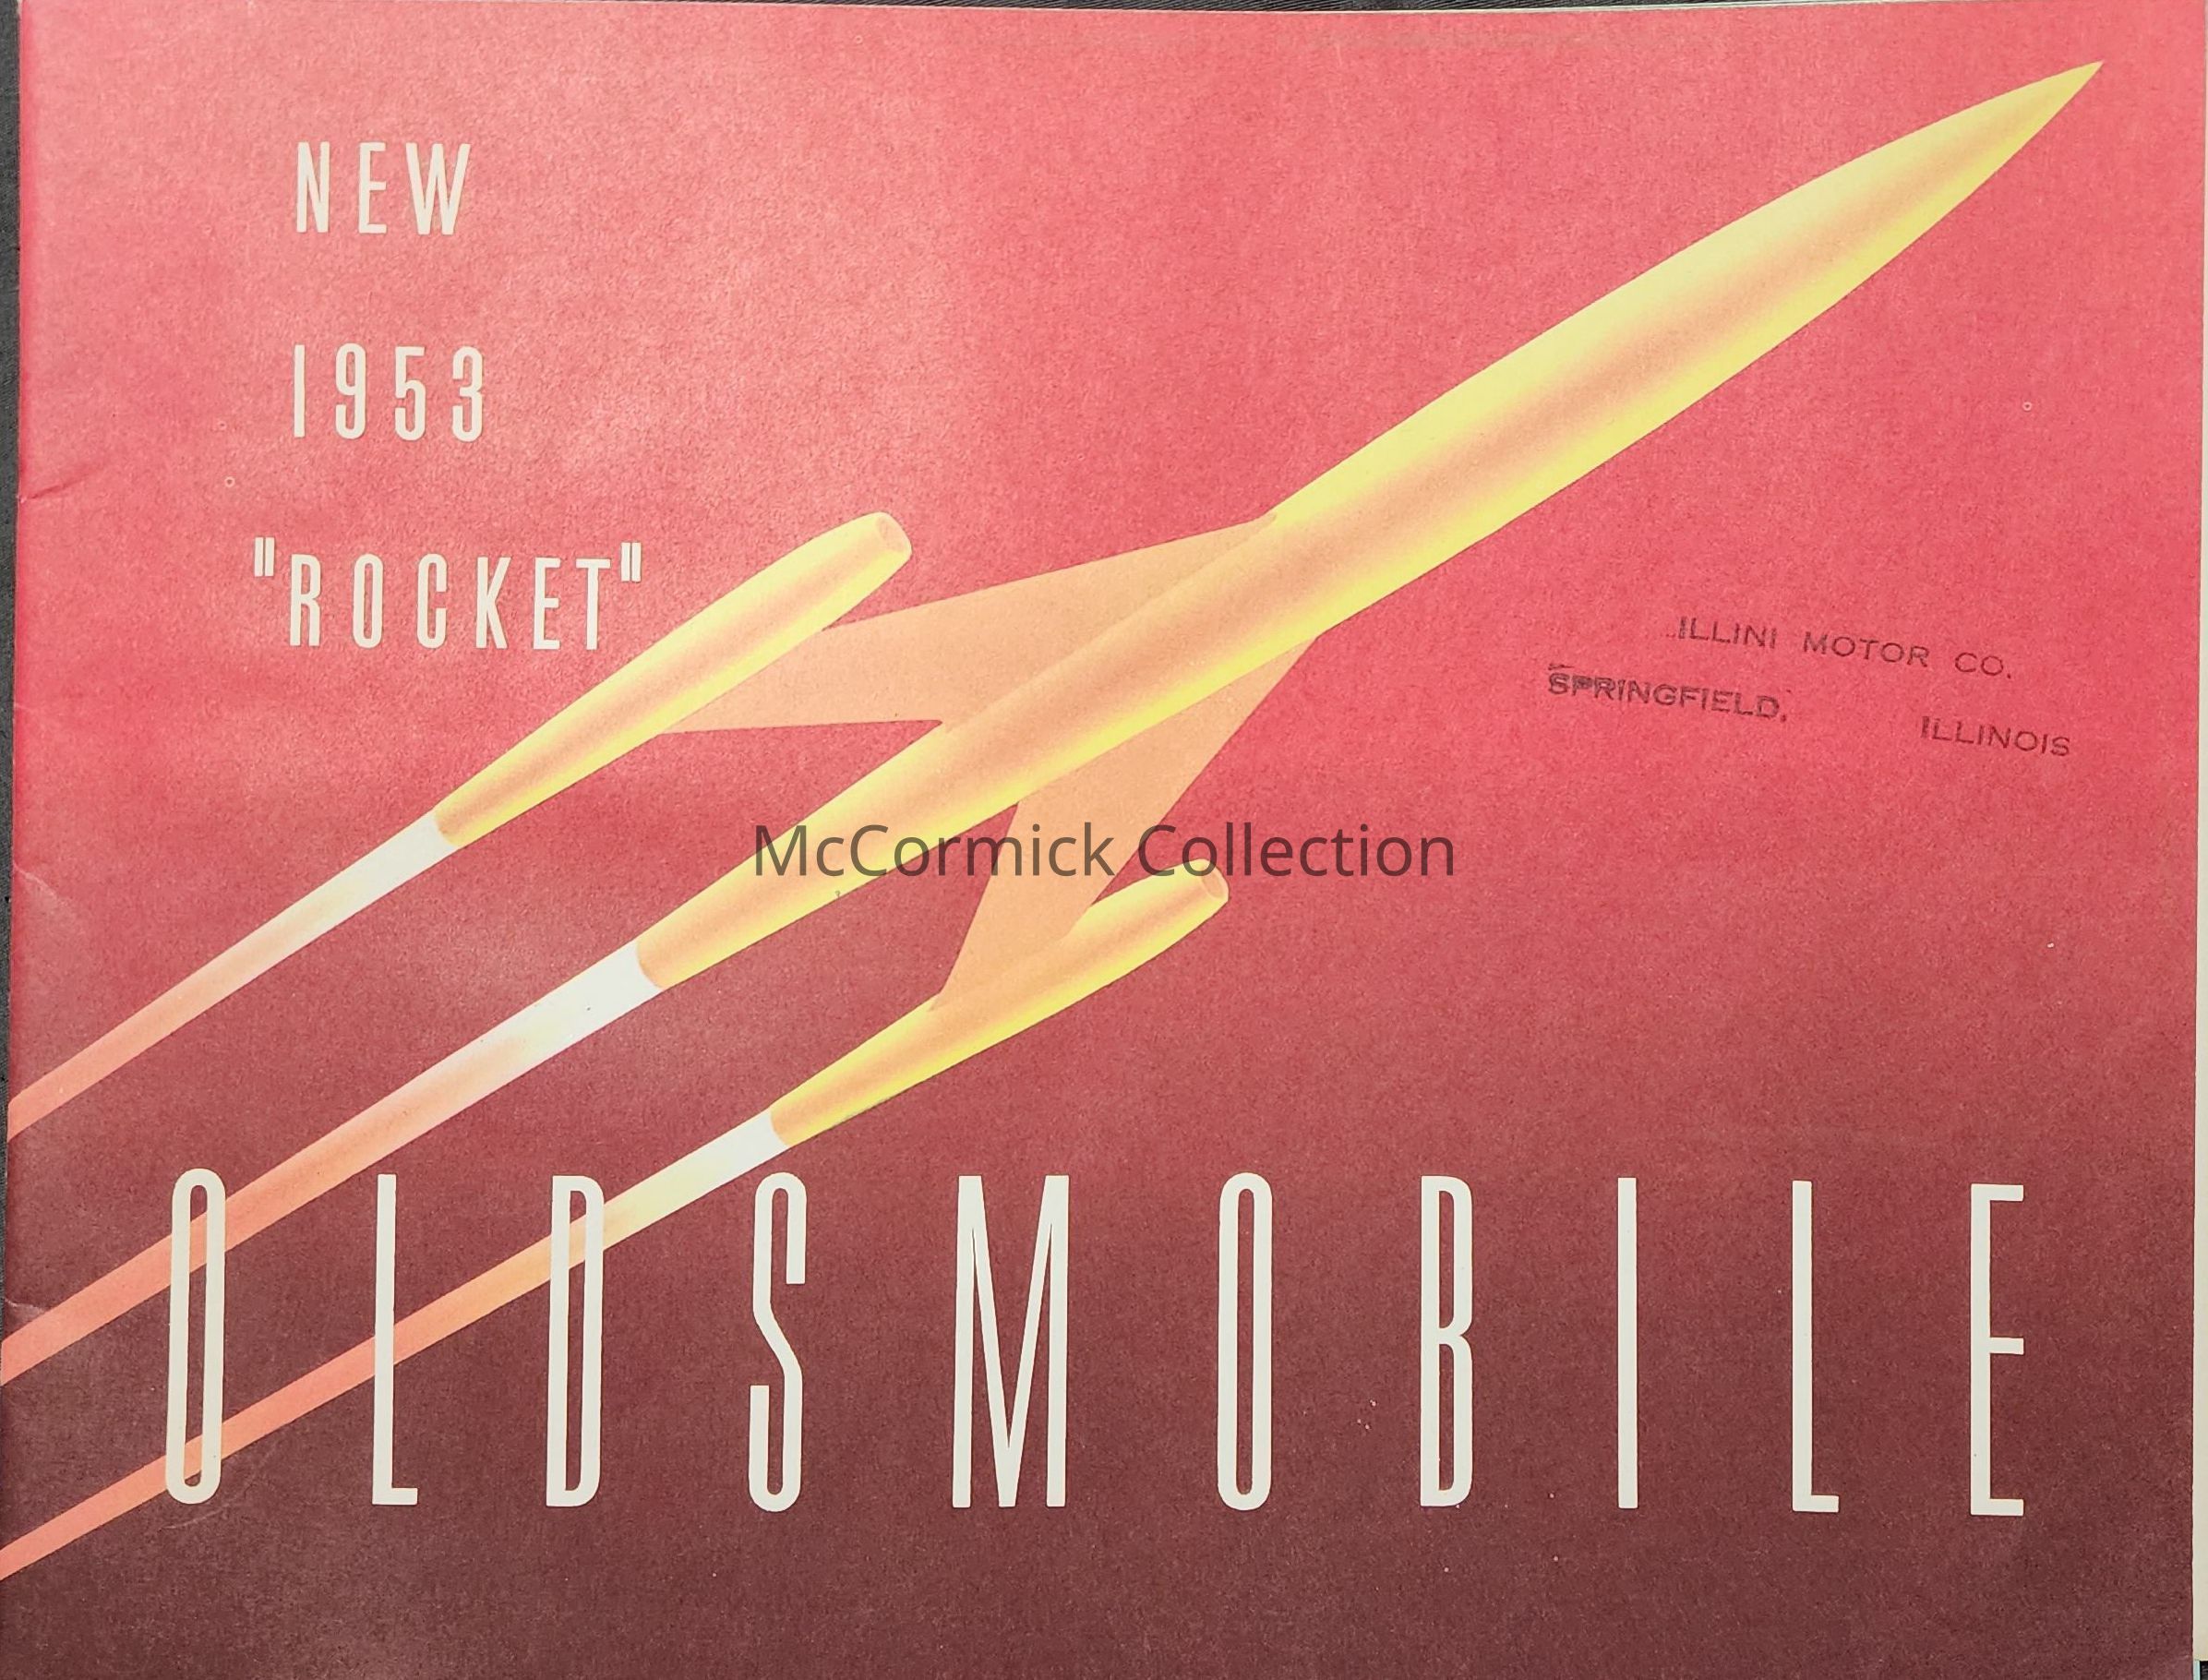 NEW
1953
"ROCKET"
ILLINI MOTOR CO.
SPRINGFIELD, ILLINOIS
McCormick Collection
OLDSMOBILE